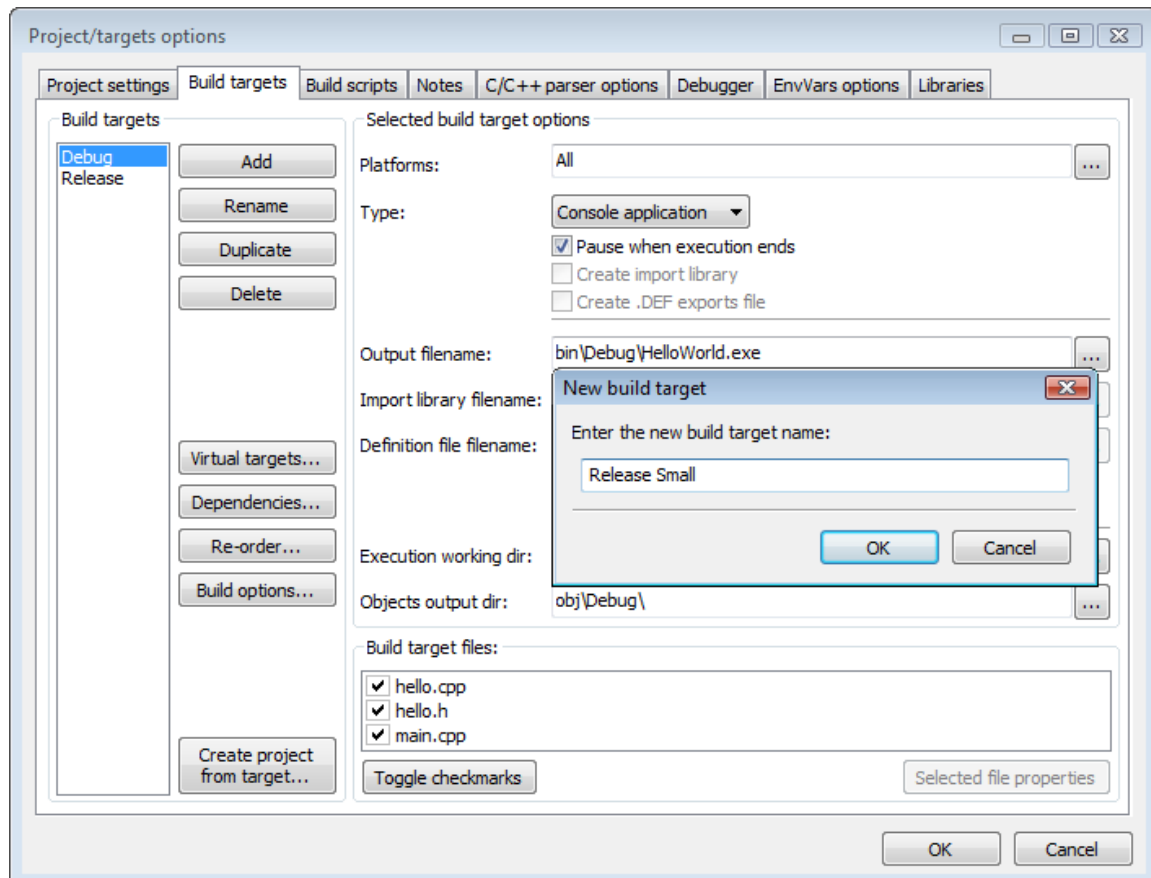 Project/targets options
Project settings
Build targets
Build scripts
Notes
C/C++ parser options
Debugger
EnvVars options
Libraries
Build targets
Debug
Release
Add
Rename
Duplicate
Delete
Virtual targets...
Dependencies...
Re-order...
Build options...
Create project
from target...
Selected build target options
Platforms:
All
...
Type:
Console application
Pause when execution ends
Create import library
Create .DEF exports file
Output filename:
bin\Debug\HelloWorld.exe
...
Import library filename:
Definition file filename:
Execution working dir:
Objects output dir:
obj\Debug\
...
New build target
Enter the new build target name:
Release Small
OK
Cancel
Build target files:
hello.cpp
hello.h
main.cpp
Toggle checkmarks
Selected file properties
OK
Cancel